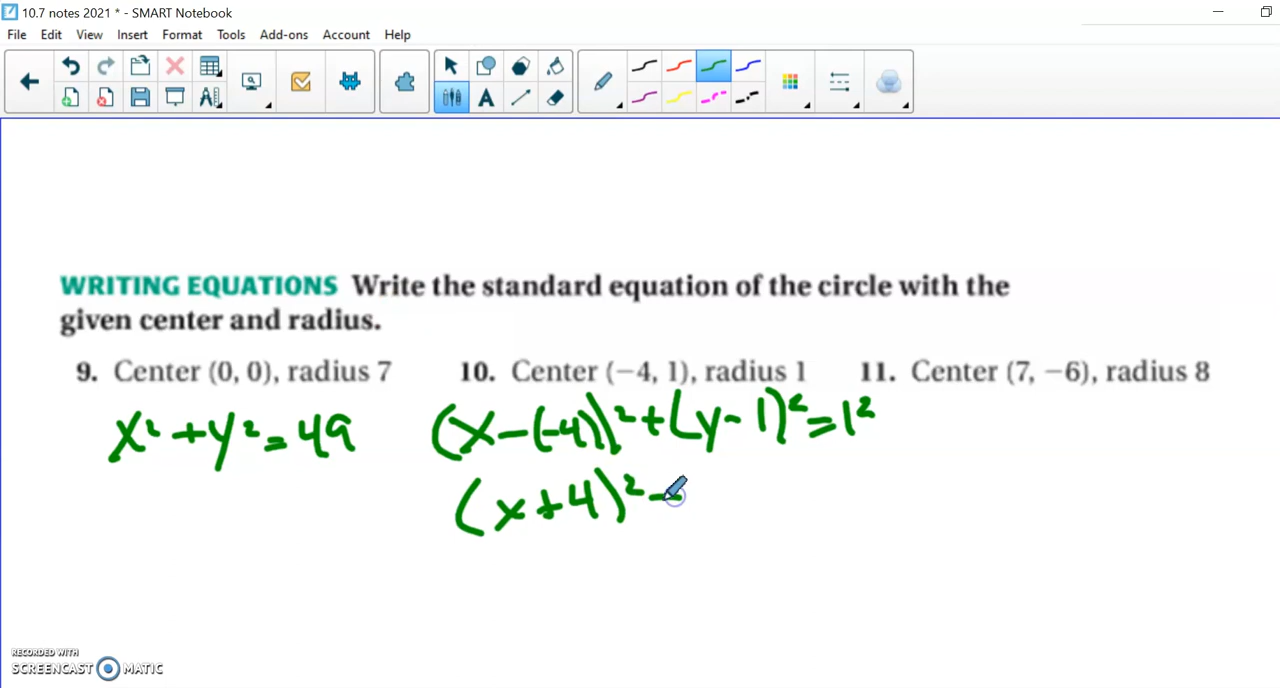 10.7 notes 2021 * - SMART Notebook
File Edit View Insert Format Tools Add-ons Account Help
WRITING EQUATIONS Write the standard equation of the circle with the
given center and radius.
9. Center (0, 0), radius 7 10. Center (−4, 1), radius 1 11. Center (7, −6), radius 8
x² + y² = 49 (x - (-4))² + (y - 1)² = 1²
(x + 4)² -
RECORDED WITH
SCREENCAST MATIC